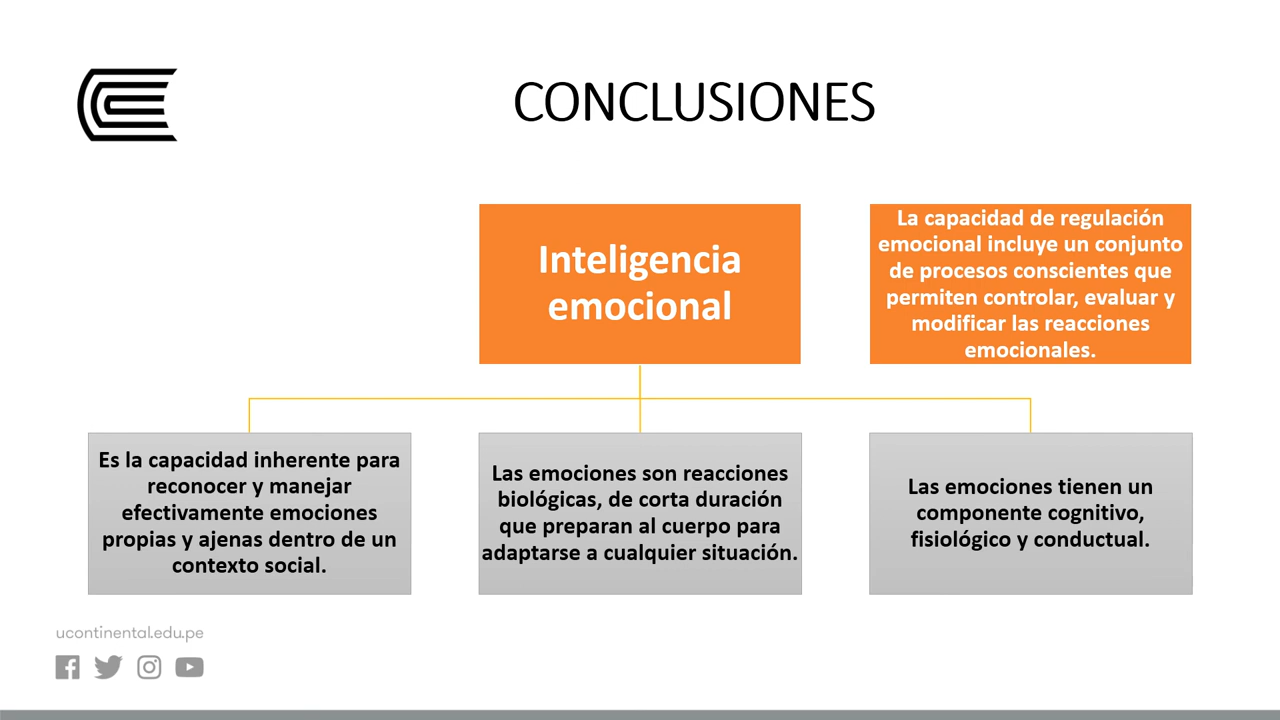 CONCLUSIONES
Inteligencia
emocional
La capacidad de regulación
emocional incluye un conjunto
de procesos conscientes que
permiten controlar, evaluar y
modificar las reacciones
emocionales.
Es la capacidad inherente para
reconocer y manejar
efectivamente emociones
propias y ajenas dentro de un
contexto social.
Las emociones son reacciones
biológicas, de corta duración
que preparan al cuerpo para
adaptarse a cualquier situación.
Las emociones tienen un
componente cognitivo,
fisiológico y conductual.
ucontinental.edu.pe